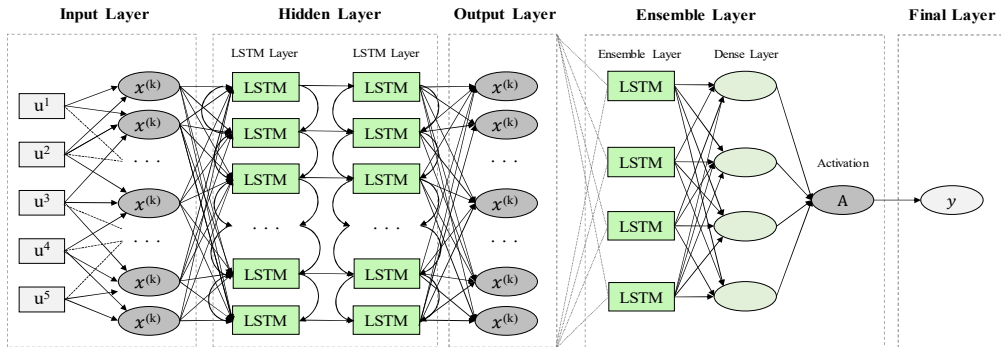 Input Layer
Hidden Layer
Output Layer
Ensemble Layer
Final Layer
LSTM Layer
LSTM Layer
Ensemble Layer
Dense Layer
u¹
u²
u³
u⁴
u⁵
x⁽ᵏ⁾
x⁽ᵏ⁾
. . .
x⁽ᵏ⁾
. . .
x⁽ᵏ⁾
x⁽ᵏ⁾
LSTM
LSTM
LSTM
. . .
LSTM
LSTM
LSTM
LSTM
LSTM
. . .
LSTM
LSTM
x⁽ᵏ⁾
x⁽ᵏ⁾
. . .
x⁽ᵏ⁾
. . .
x⁽ᵏ⁾
x⁽ᵏ⁾
LSTM
LSTM
LSTM
LSTM
Activation
A
y